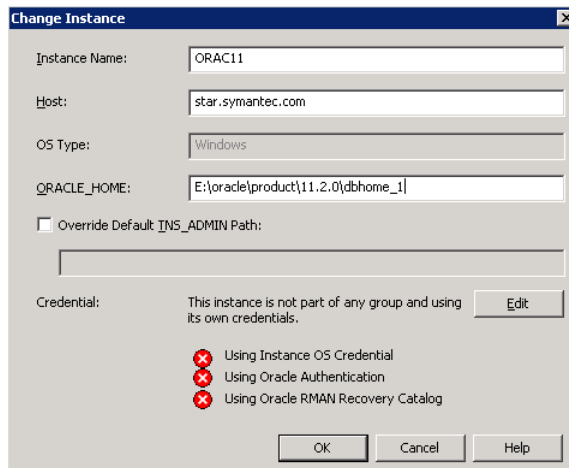 Change Instance
Instance Name: ORAC11
Host: star.symantec.com
OS Type: Windows
ORACLE_HOME: E:\oracle\product\11.2.0\dbhome_1
Override Default TNS_ADMIN Path:
Credential: This instance is not part of any group and using Edit
its own credentials.
Using Instance OS Credential
Using Oracle Authentication
Using Oracle RMAN Recovery Catalog
OK Cancel Help